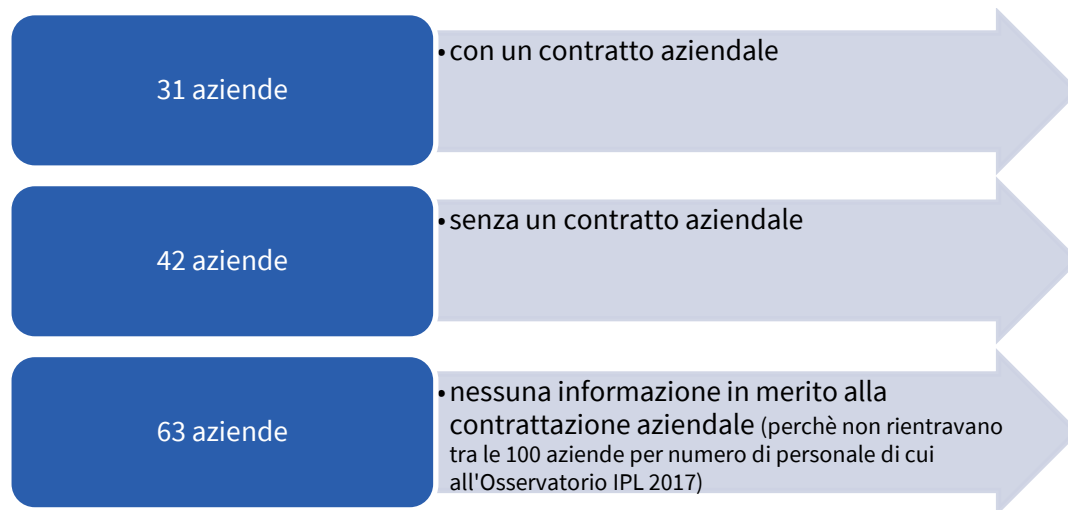 31 aziende
•con un contratto aziendale
42 aziende
•senza un contratto aziendale
63 aziende
•nessuna informazione in merito alla
contrattazione aziendale (perchè non rientravano
tra le 100 aziende per numero di personale di cui
all'Osservatorio IPL 2017)